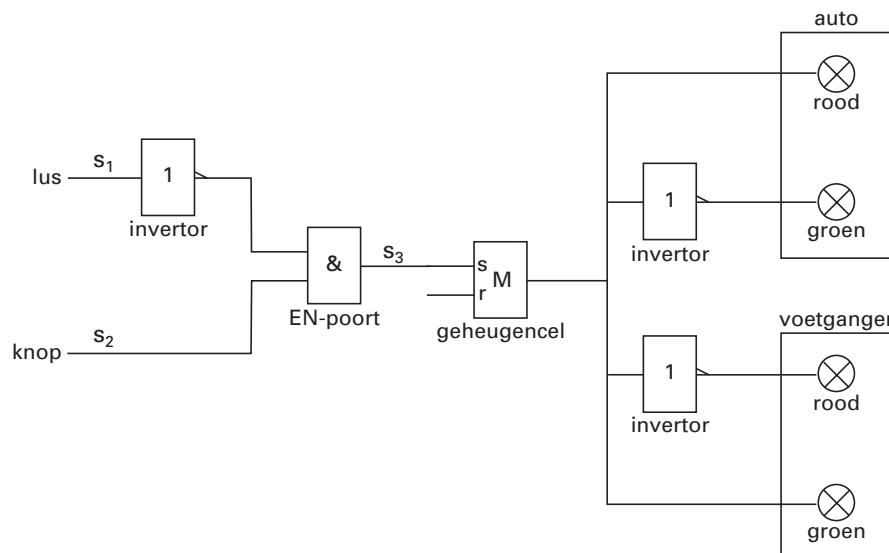 auto
rood
lus
s₁
1
invertor
1
groen
invertor
&
s₃
EN-poort
s
M
r
geheugencel
knop
s₂
voetganger
1
rood
invertor
groen